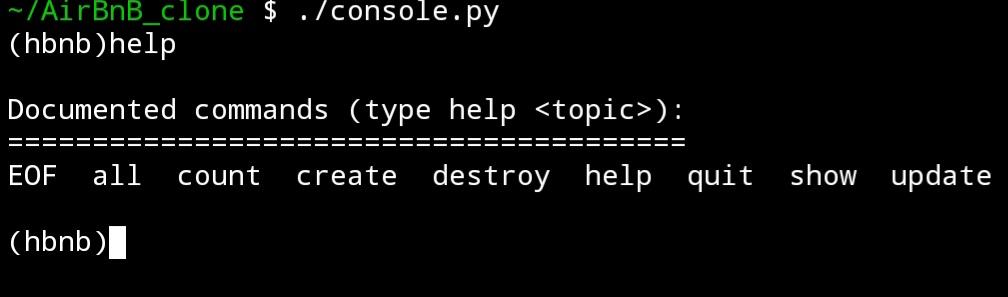 ~/AirBnB_clone $ ./console.py
(hbnb)help
Documented commands (type help <topic>):
========================================
EOF  all  count  create  destroy  help  quit  show  update
(hbnb)